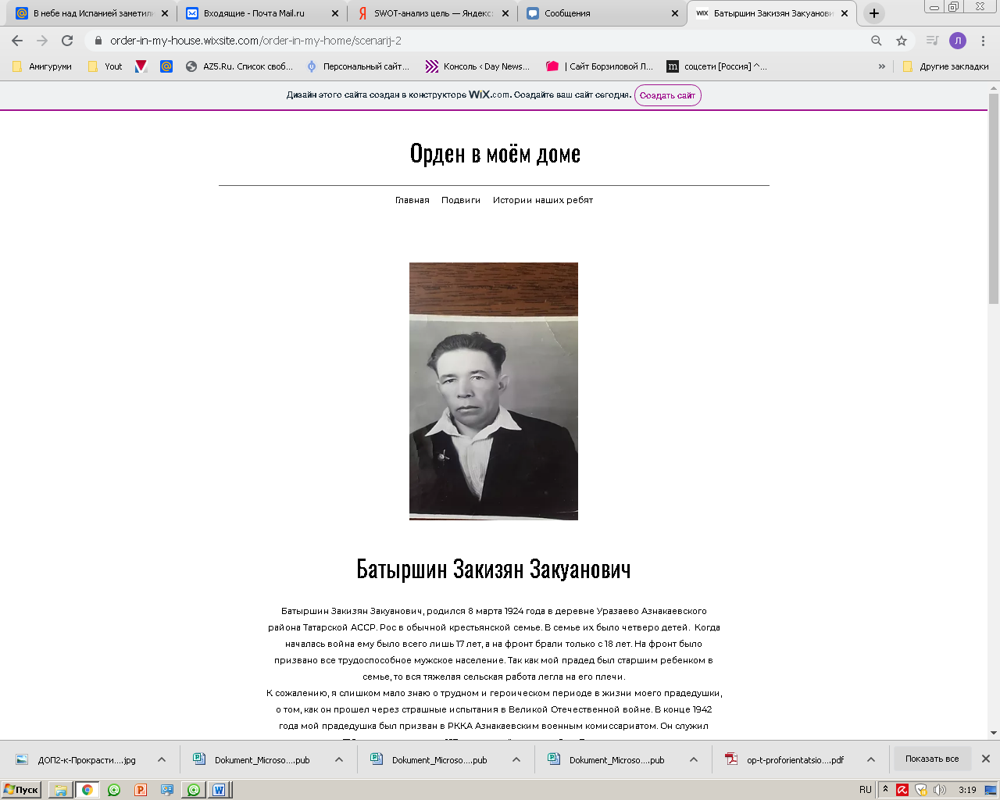 В небе над Испанией заметил
Входящие - Почта Mail.ru
SWOT-анализ цель — Яндекс
Сообщения
WIX Батыршин Закизян Закуанови
order-in-my-house.wixsite.com/order-in-my-home/scenarij-2
Л
Амигуруми
Yout
AZ5.Ru. Список своб...
Персональный сайт...
Консоль ‹ Day News...
| Сайт Борзиловой Л...
m соцсети [Россия] ^...
»
Другие закладки
Дизайн этого сайта создан в конструкторе WiX.com. Создайте ваш сайт сегодня. Создать сайт
Орден в моём доме
Главная Подвиги Истории наших ребят
Батыршин Закизян Закуанович
Батыршин Закизян Закуанович, родился 8 марта 1924 года в деревне Уразаево Азнакаевского
района Татарской АССР. Рос в обычной крестьянской семье. В семье их было четверо детей. Когда
началась война ему было всего лишь 17 лет, а на фронт брали только с 18 лет. На фронт было
призвано все трудоспособное мужское население. Так как мой прадед был старшим ребенком в
семье, то вся тяжелая сельская работа легла на его плечи.
К сожалению, я слишком мало знаю о трудном и героическом периоде в жизни моего прадедушки,
о том, как он прошел через страшные испытания в Великой Отечественной войне. В конце 1942
года мой прадедушка был призван в РККА Азнакаевским военным комиссариатом. Он служил
ДОП2-к-Прокрасти....jpg
Dokument_Microso....pub
Dokument_Microso....pub
Dokument_Microso....pub
op-t-proforientatsio....pdf
Показать все
Пуск
RU
3:19